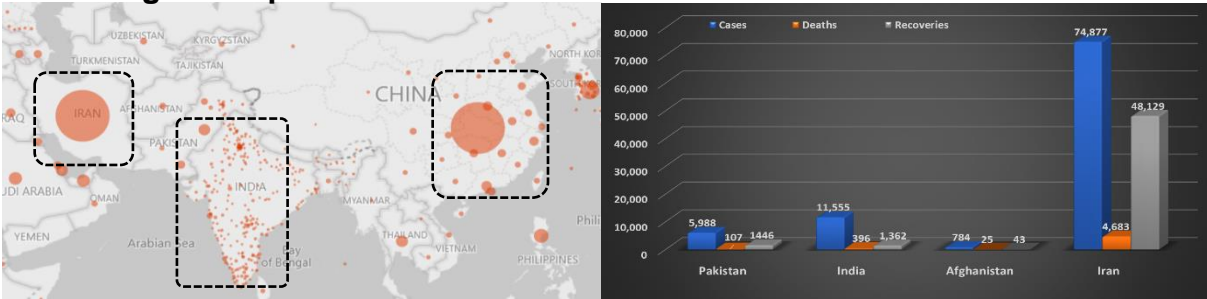 UZBEKISTAN
KYRGYZSTAN
NORTH KOR
TURKMENISTAN
TAJIKISTAN
SOUTH
CHINA
IRAN
AFGHANISTAN
RAQ
PAKISTAN
INDIA
UDI ARABIA
OMAN
MYANMAR
YEMEN
Arabian Sea
Bay
of Bengal
THAILAND
VIETNAM
Phili
PHILIPPINES
Cases Deaths Recoveries
80,000
70,000
60,000
50,000
40,000
30,000
20,000
10,000
0
5,988 107 1446
11,555 396 1,362
784 25 43
74,877 4,683 48,129
Pakistan India Afghanistan Iran